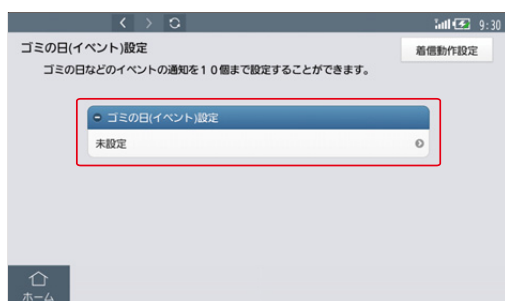 9:30
ゴミの日(イベント)設定
着信動作設定
ゴミの日などのイベントの通知を１０個まで設定することができます。
ゴミの日(イベント)設定
未設定
ホーム